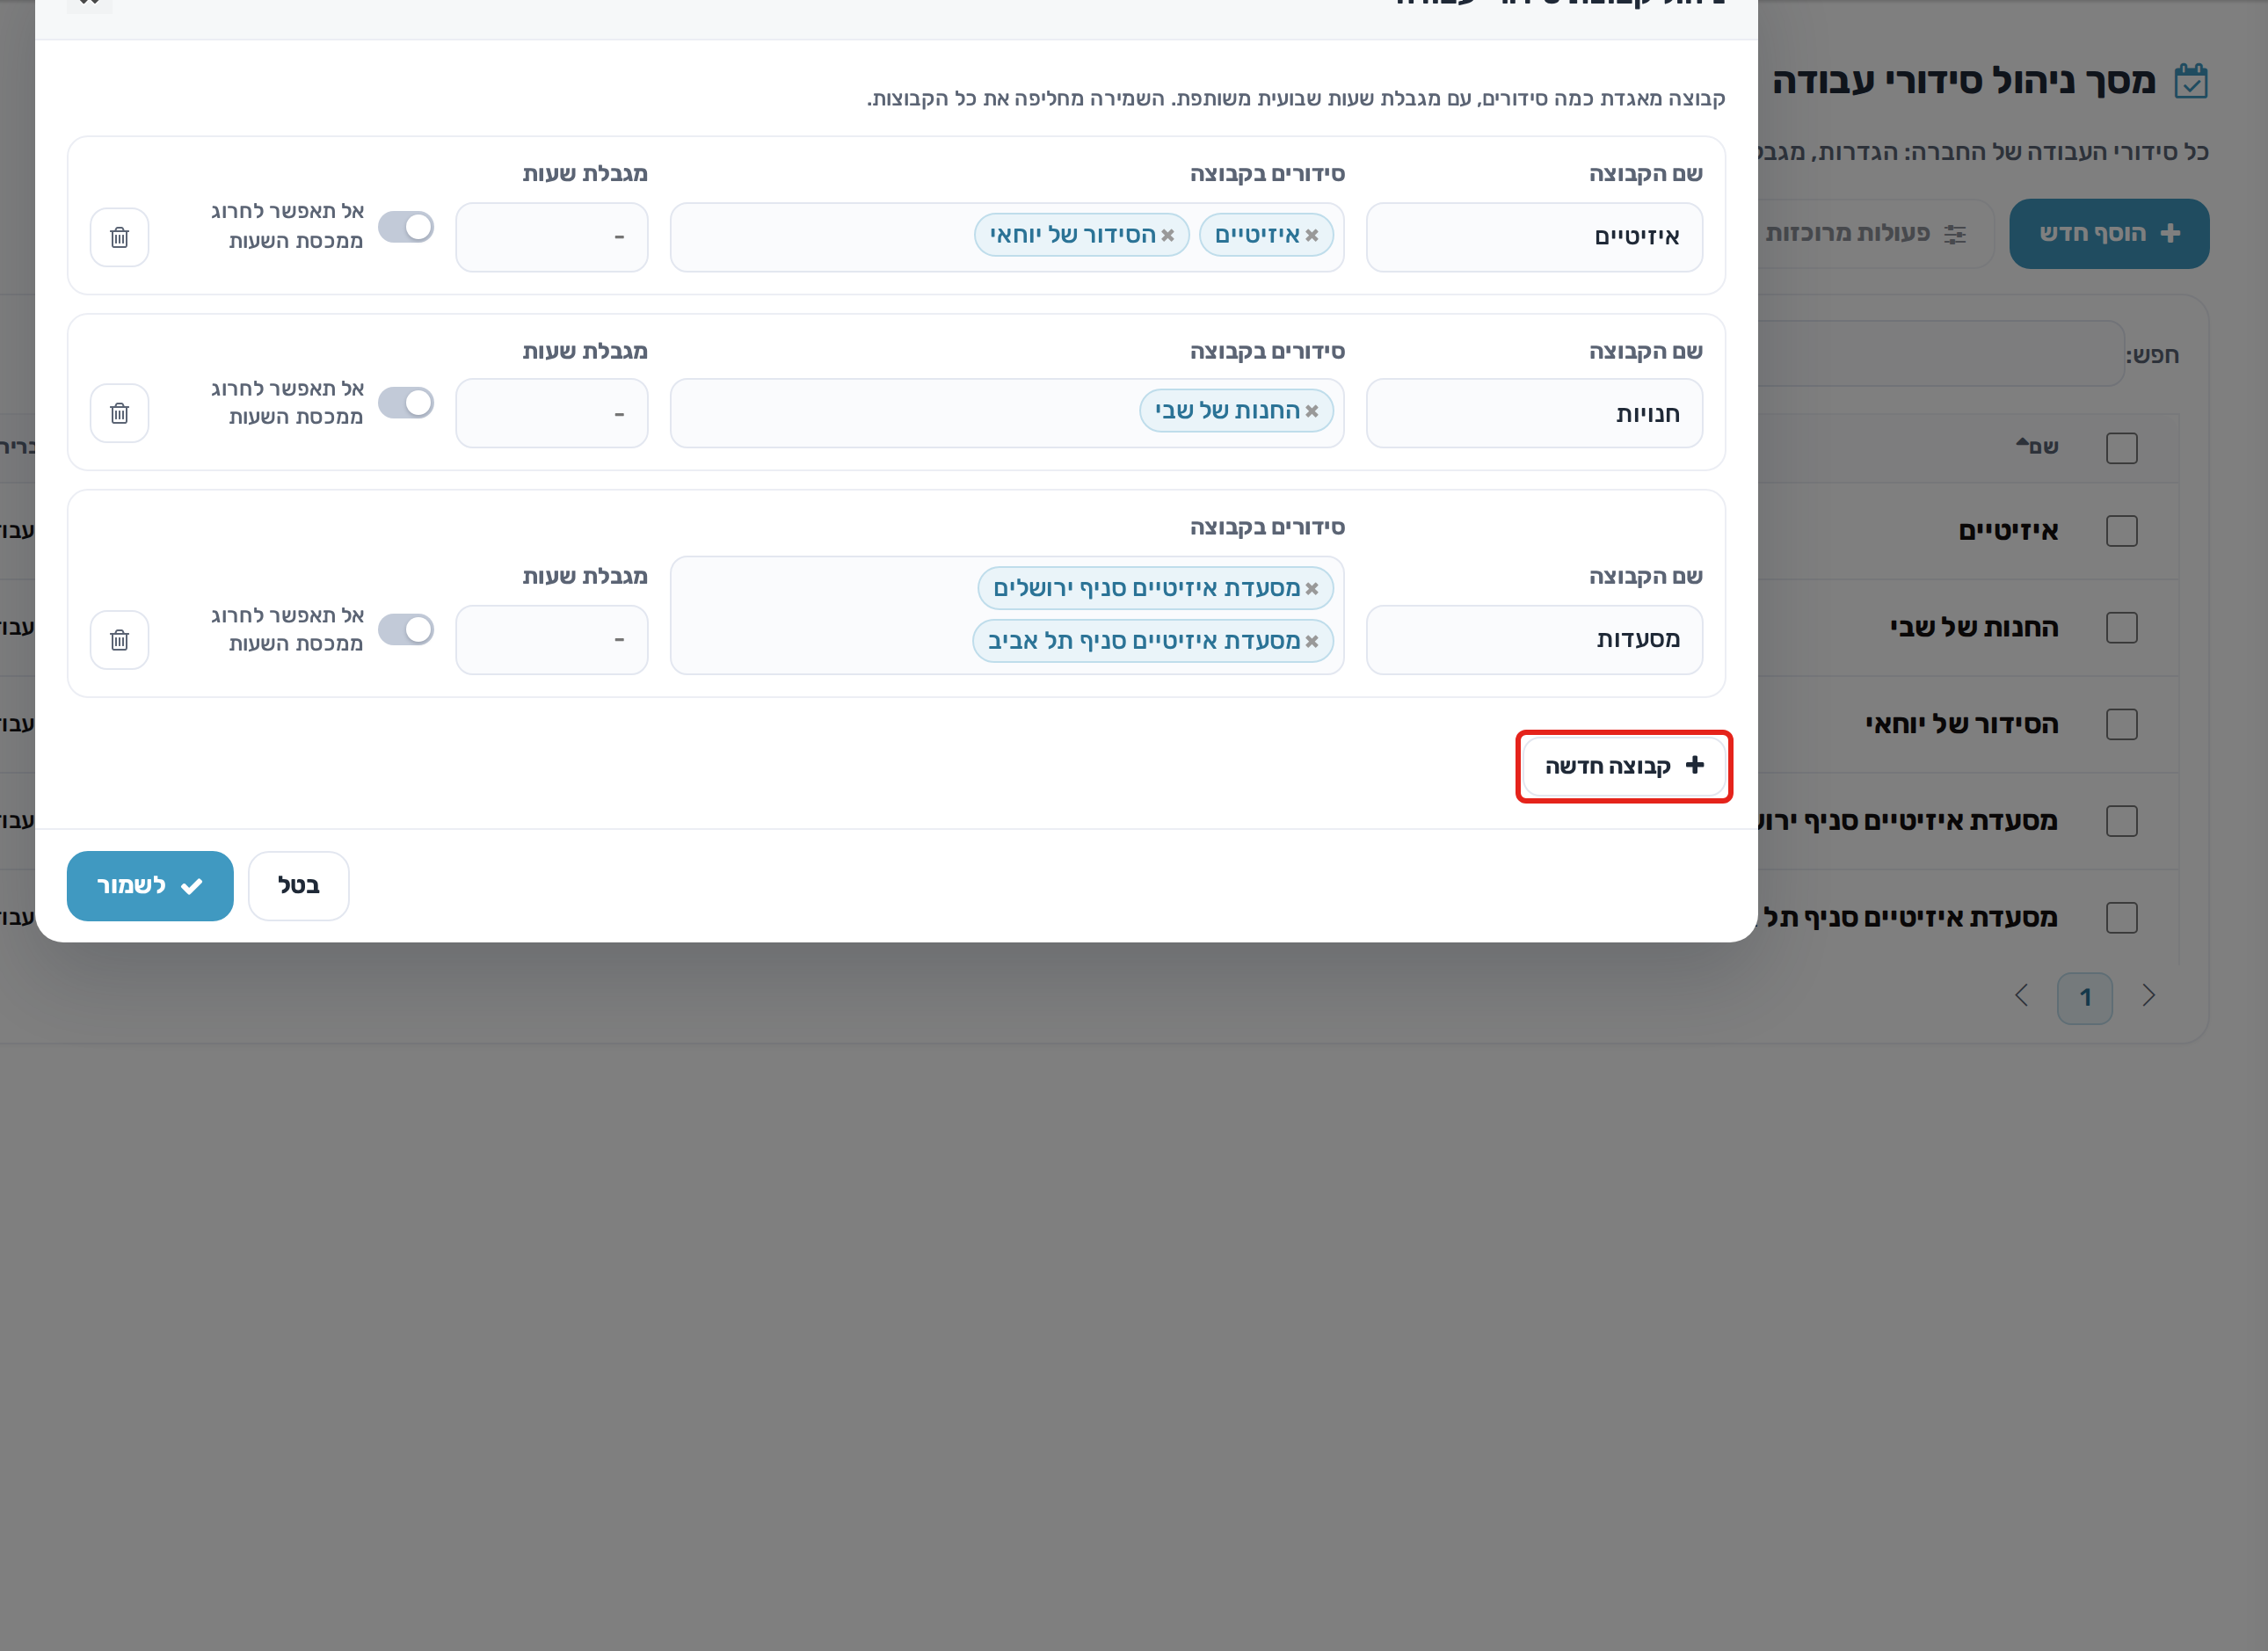 מסך ניהול סידורי עבודה
כל סידורי העבודה של החברה: הגדרות,
הוסף חדש
פעולות מרוכזות
חפש:
שם
איזיטיים
החנות של שבי
הסידור של יוחאי
מסעדת איזיטיים סניף
מסעדת איזיטיים סניף תל
1
ניהול קבוצות סידורי עבודה
קבוצה מאגדת כמה סידורים, עם מגבלת שעות שבועית משותפת. השמירה מחליפה את כל הקבוצות.
שם הקבוצה
סידורים בקבוצה
מגבלת שעות
איזיטיים
איזיטיים
הסידור של יוחאי
-
אל תאפשר לחרוג
ממכסת השעות
שם הקבוצה
סידורים בקבוצה
מגבלת שעות
חנויות
החנות של שבי
-
אל תאפשר לחרוג
ממכסת השעות
שם הקבוצה
סידורים בקבוצה
מגבלת שעות
מסעדות
מסעדת איזיטיים סניף ירושלים
מסעדת איזיטיים סניף תל אביב
-
אל תאפשר לחרוג
ממכסת השעות
קבוצה חדשה
בטל
לשמור